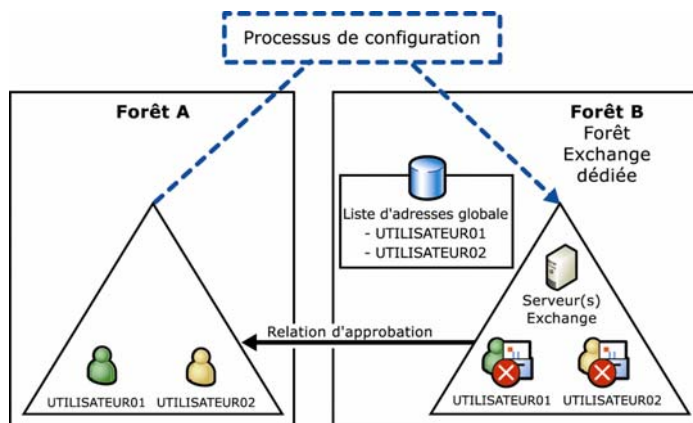 Processus de configuration
Forêt A
Forêt B
Forêt
Exchange
dédiée
Liste d'adresses globale
- UTILISATEUR01
- UTILISATEUR02
Serveur(s)
Exchange
Relation d'approbation
UTILISATEUR01
UTILISATEUR02
UTILISATEUR01
UTILISATEUR02